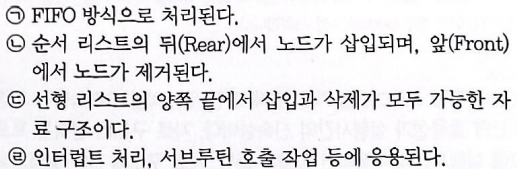 ㉠ FIFO 방식으로 처리된다.
㉡ 순서 리스트의 뒤(Rear)에서 노드가 삽입되며, 앞(Front)
에서 노드가 제거된다.
㉢ 선형 리스트의 양쪽 끝에서 삽입과 삭제가 모두 가능한 자
료 구조이다.
㉣ 인터럽트 처리, 서브루틴 호출 작업 등에 응용된다.